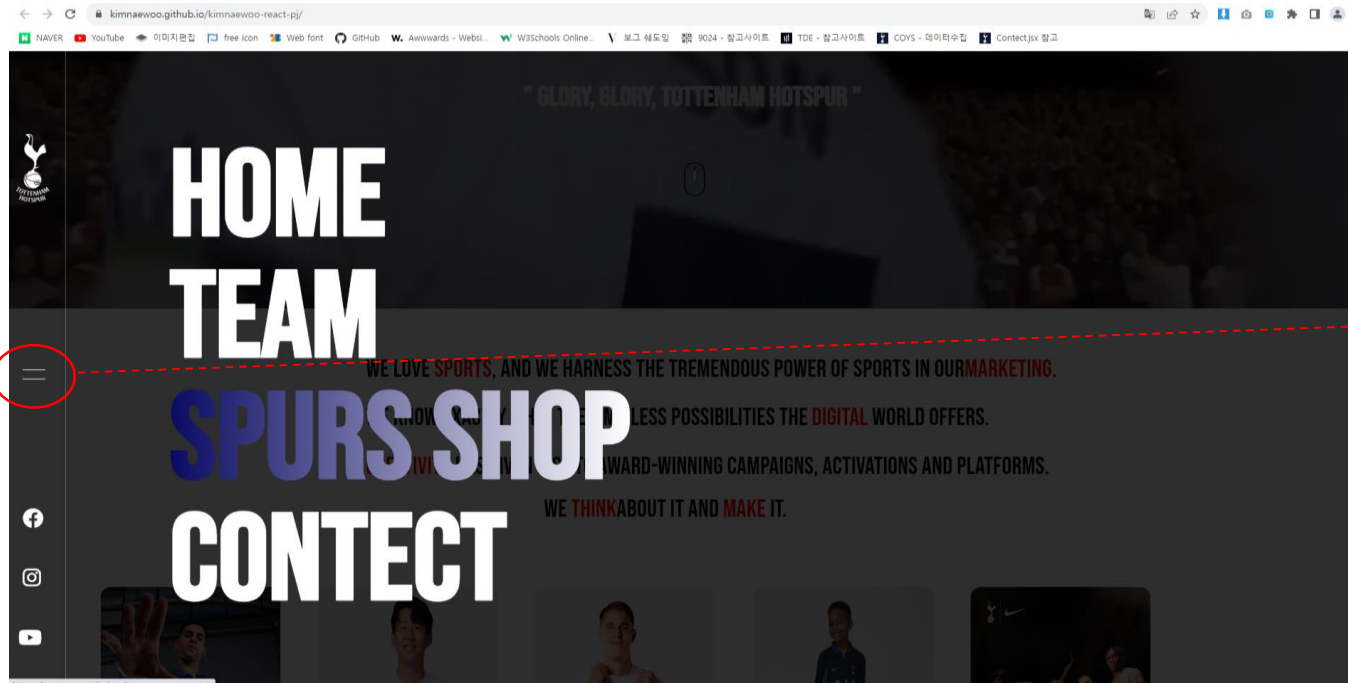 kimnaewoo.github.io/kimnaewoo-react-pj/
NAVER YouTube 이미지편집 free icon Web font GitHub Awwwards - Websi... W3Schools Online... 보그 쉐도잉 9024 - 참고사이트 TDE - 참고사이트 COYS - 데이터수집 Contect.jsx 참고
" GLORY, GLORY, TOTTENHAM HOTSPUR "
TOTTENHAM
HOTSPUR
HOME
TEAM
WE LOVE SPORTS, AND WE HARNESS THE TREMENDOUS POWER OF SPORTS IN OURMARKETING.
SPURS SHOP
KNOW LESS POSSIBILITIES THE DIGITAL WORLD OFFERS.
AWARD-WINNING CAMPAIGNS, ACTIVATIONS AND PLATFORMS.
WE THINKABOUT IT AND MAKE IT.
CONTECT